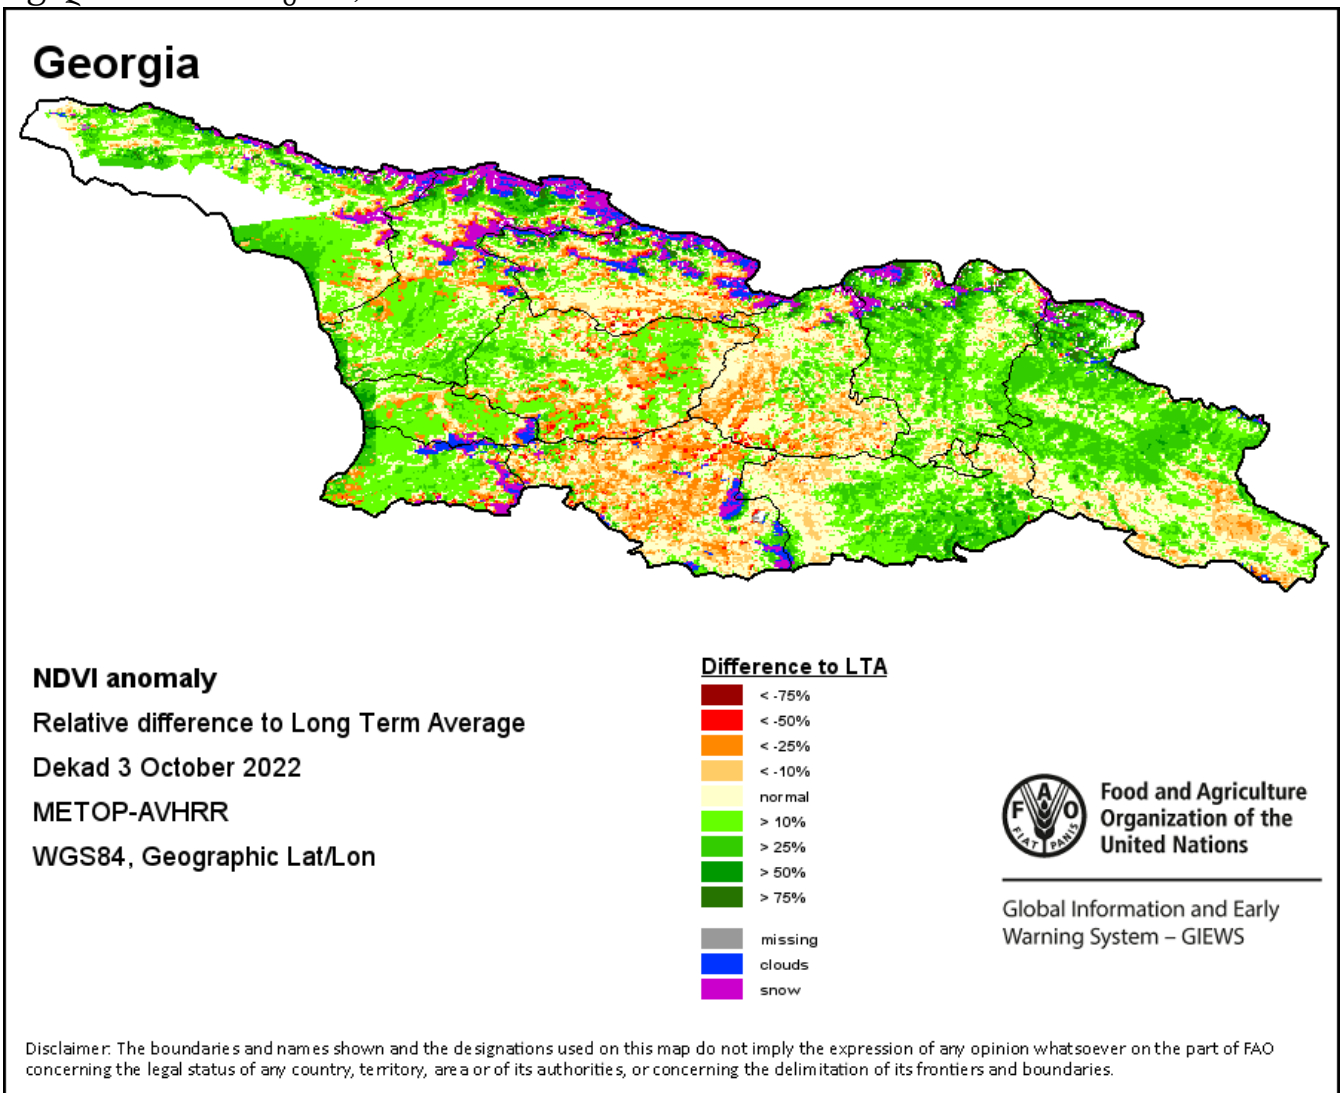 Georgia
NDVI anomaly
Relative difference to Long Term Average
Dekad 3 October 2022
METOP-AVHRR
WGS84, Geographic Lat/Lon
Difference to LTA
< -75%
< -50%
< -25%
< -10%
normal
> 10%
> 25%
> 50%
> 75%
missing
clouds
snow
F A O
FIAT PANIS
Food and Agriculture
Organization of the
United Nations
Global Information and Early
Warning System – GIEWS
Disclaimer: The boundaries and names shown and the designations used on this map do not imply the expression of any opinion whatsoever on the part of FAO
concerning the legal status of any country, territory, area or of its authorities, or concerning the delimitation of its frontiers and boundaries.